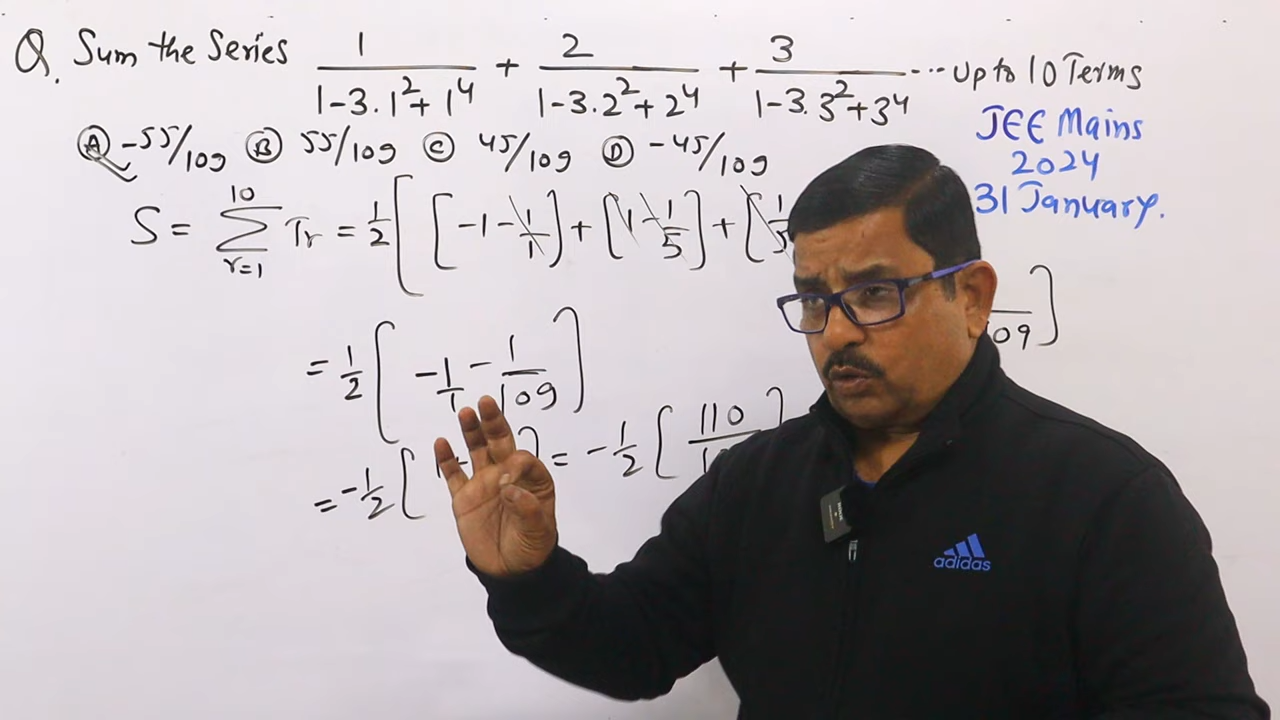 Q. Sum the Series 1/(1-3.1²+1⁴) + 2/(1-3.2²+2⁴) + 3/(1-3.3²+3⁴) ... up to 10 Terms
JEE Mains
2024
31 January.
Ⓐ -55/109 Ⓑ 55/109 Ⓒ 45/109 Ⓓ -45/109
S = ∑_{r=1}^{10} Tr = 1/2 [ [-1 - 1/1] + [1 - 1/5] + [1/5
109 ]
= 1/2 [ -1/1 - 1/109 ]
= -1/2 [ ] = -1/2 [ 110/ ]
adidas